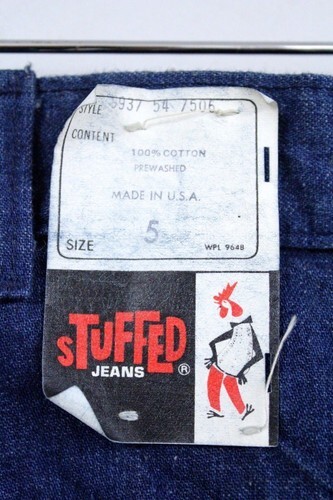 STYLE 5937 54 7506
CONTENT
100% COTTON
PREWASHED
MADE IN U.S.A.
SIZE 5 WPL 9648
STUFFED
JEANS ®